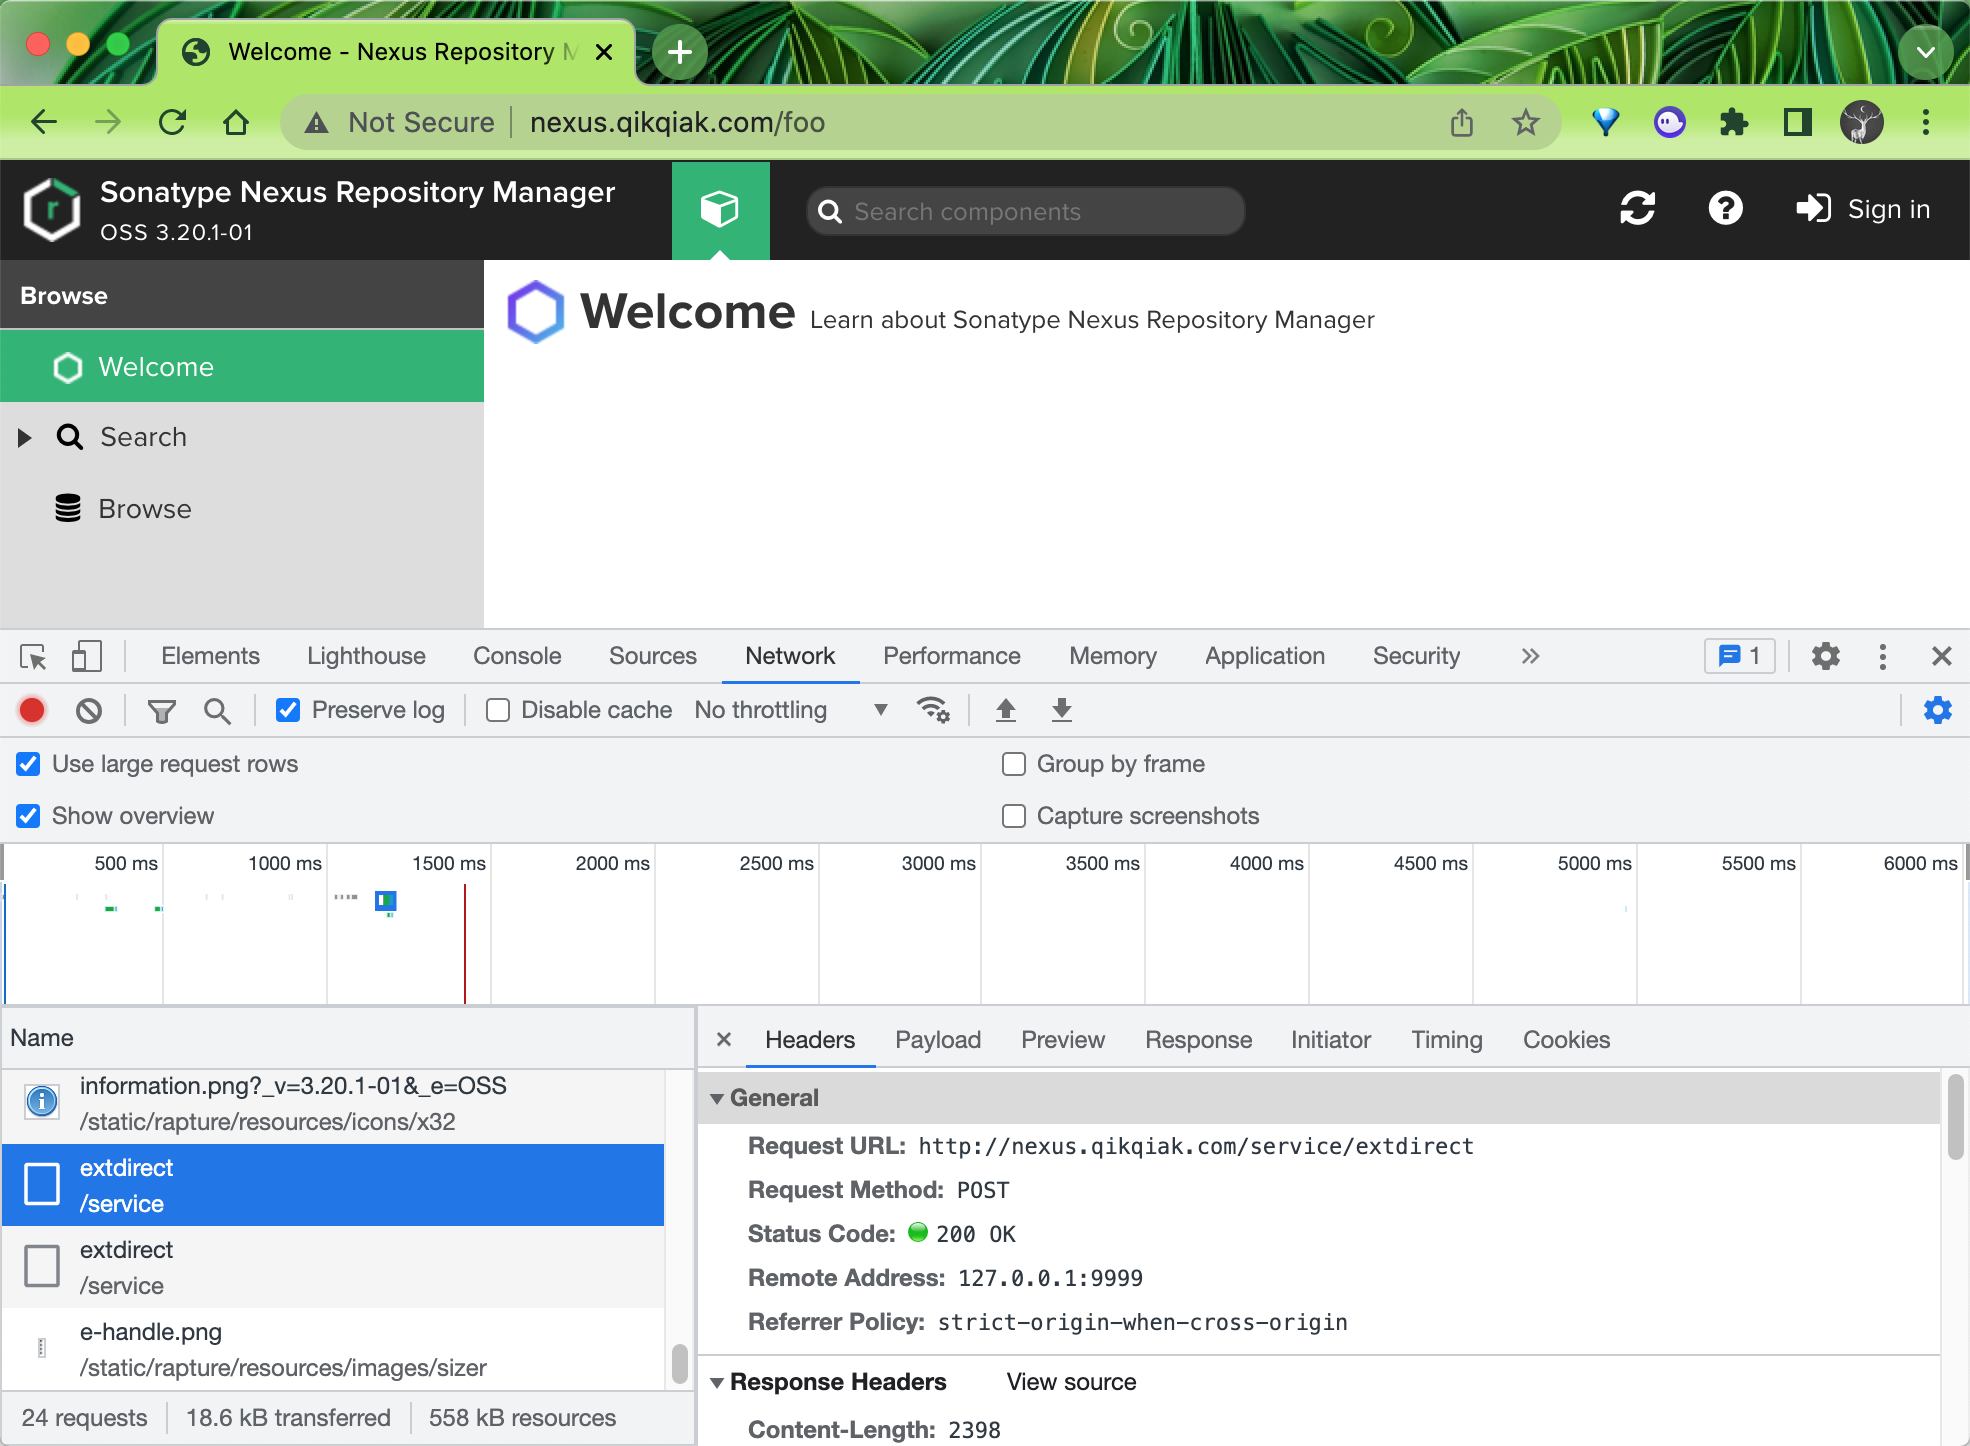 Welcome - Nexus Repository M
Not Secure nexus.qikqiak.com/foo
Sonatype Nexus Repository Manager
OSS 3.20.1-01
Search components
Sign in
Browse
Welcome
Search
Browse
Welcome Learn about Sonatype Nexus Repository Manager
Elements Lighthouse Console Sources Network Performance Memory Application Security 1
Preserve log Disable cache No throttling
Use large request rows Group by frame
Show overview Capture screenshots
500 ms 1000 ms 1500 ms 2000 ms 2500 ms 3000 ms 3500 ms 4000 ms 4500 ms 5000 ms 5500 ms 6000 ms
Name
information.png?_v=3.20.1-01&_e=OSS
/static/rapture/resources/icons/x32
extdirect
/service
extdirect
/service
e-handle.png
/static/rapture/resources/images/sizer
24 requests 18.6 kB transferred 558 kB resources
Headers Payload Preview Response Initiator Timing Cookies
General
Request URL: http://nexus.qikqiak.com/service/extdirect
Request Method: POST
Status Code: 200 OK
Remote Address: 127.0.0.1:9999
Referrer Policy: strict-origin-when-cross-origin
Response Headers View source
Content-Length: 2398